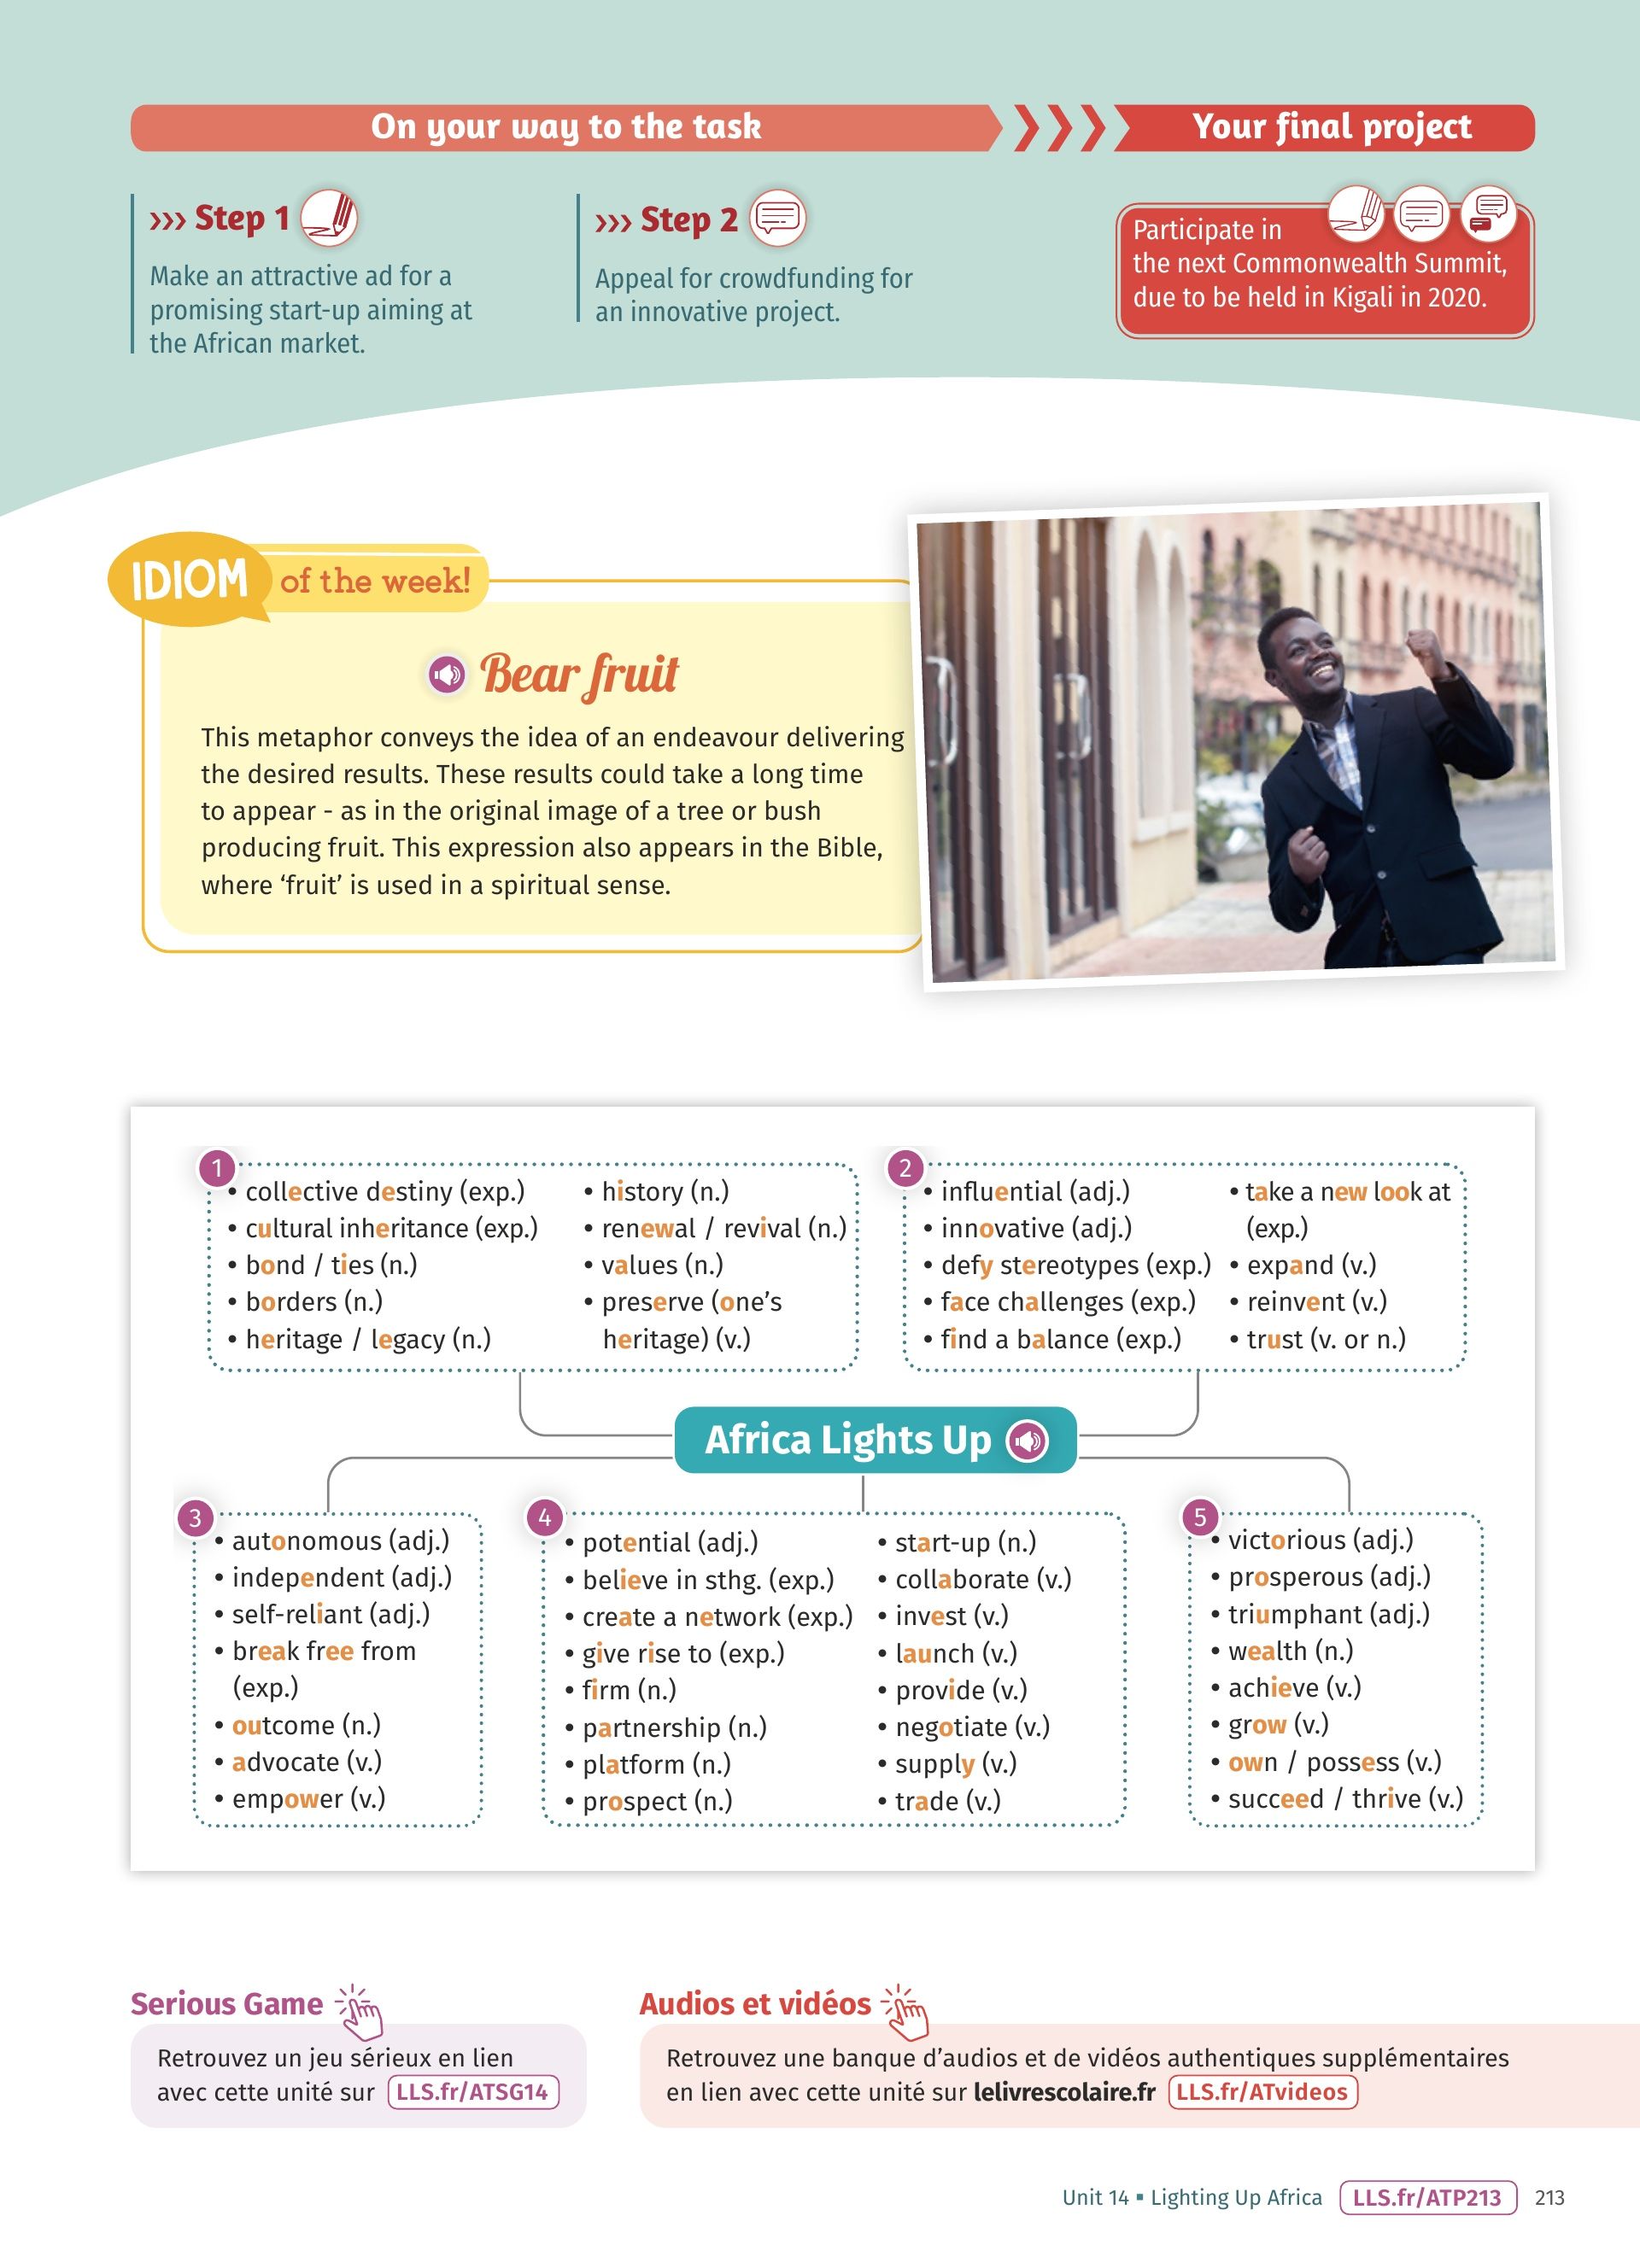 On your way to the task
Your final project
››› Step 1
Make an attractive ad for a
promising start-up aiming at
the African market.
››› Step 2
Appeal for crowdfunding for
an innovative project.
Participate in
the next Commonwealth Summit,
due to be held in Kigali in 2020.
IDIOM of the week!
Bear fruit
This metaphor conveys the idea of an endeavour delivering
the desired results. These results could take a long time
to appear - as in the original image of a tree or bush
producing fruit. This expression also appears in the Bible,
where ‘fruit’ is used in a spiritual sense.
1
• collective destiny (exp.)
• cultural inheritance (exp.)
• bond / ties (n.)
• borders (n.)
• heritage / legacy (n.)
• history (n.)
• renewal / revival (n.)
• values (n.)
• preserve (one’s
heritage) (v.)
2
• influential (adj.)
• innovative (adj.)
• defy stereotypes (exp.)
• face challenges (exp.)
• find a balance (exp.)
• take a new look at
(exp.)
• expand (v.)
• reinvent (v.)
• trust (v. or n.)
Africa Lights Up
3
• autonomous (adj.)
• independent (adj.)
• self-reliant (adj.)
• break free from
(exp.)
• outcome (n.)
• advocate (v.)
• empower (v.)
4
• potential (adj.)
• believe in sthg. (exp.)
• create a network (exp.)
• give rise to (exp.)
• firm (n.)
• partnership (n.)
• platform (n.)
• prospect (n.)
• start-up (n.)
• collaborate (v.)
• invest (v.)
• launch (v.)
• provide (v.)
• negotiate (v.)
• supply (v.)
• trade (v.)
5
• victorious (adj.)
• prosperous (adj.)
• triumphant (adj.)
• wealth (n.)
• achieve (v.)
• grow (v.)
• own / possess (v.)
• succeed / thrive (v.)
Serious Game
Retrouvez un jeu sérieux en lien
avec cette unité sur LLS.fr/ATSG14
Audios et vidéos
Retrouvez une banque d’audios et de vidéos authentiques supplémentaires
en lien avec cette unité sur lelivrescolaire.fr LLS.fr/ATvideos
Unit 14 ▪ Lighting Up Africa LLS.fr/ATP213 213